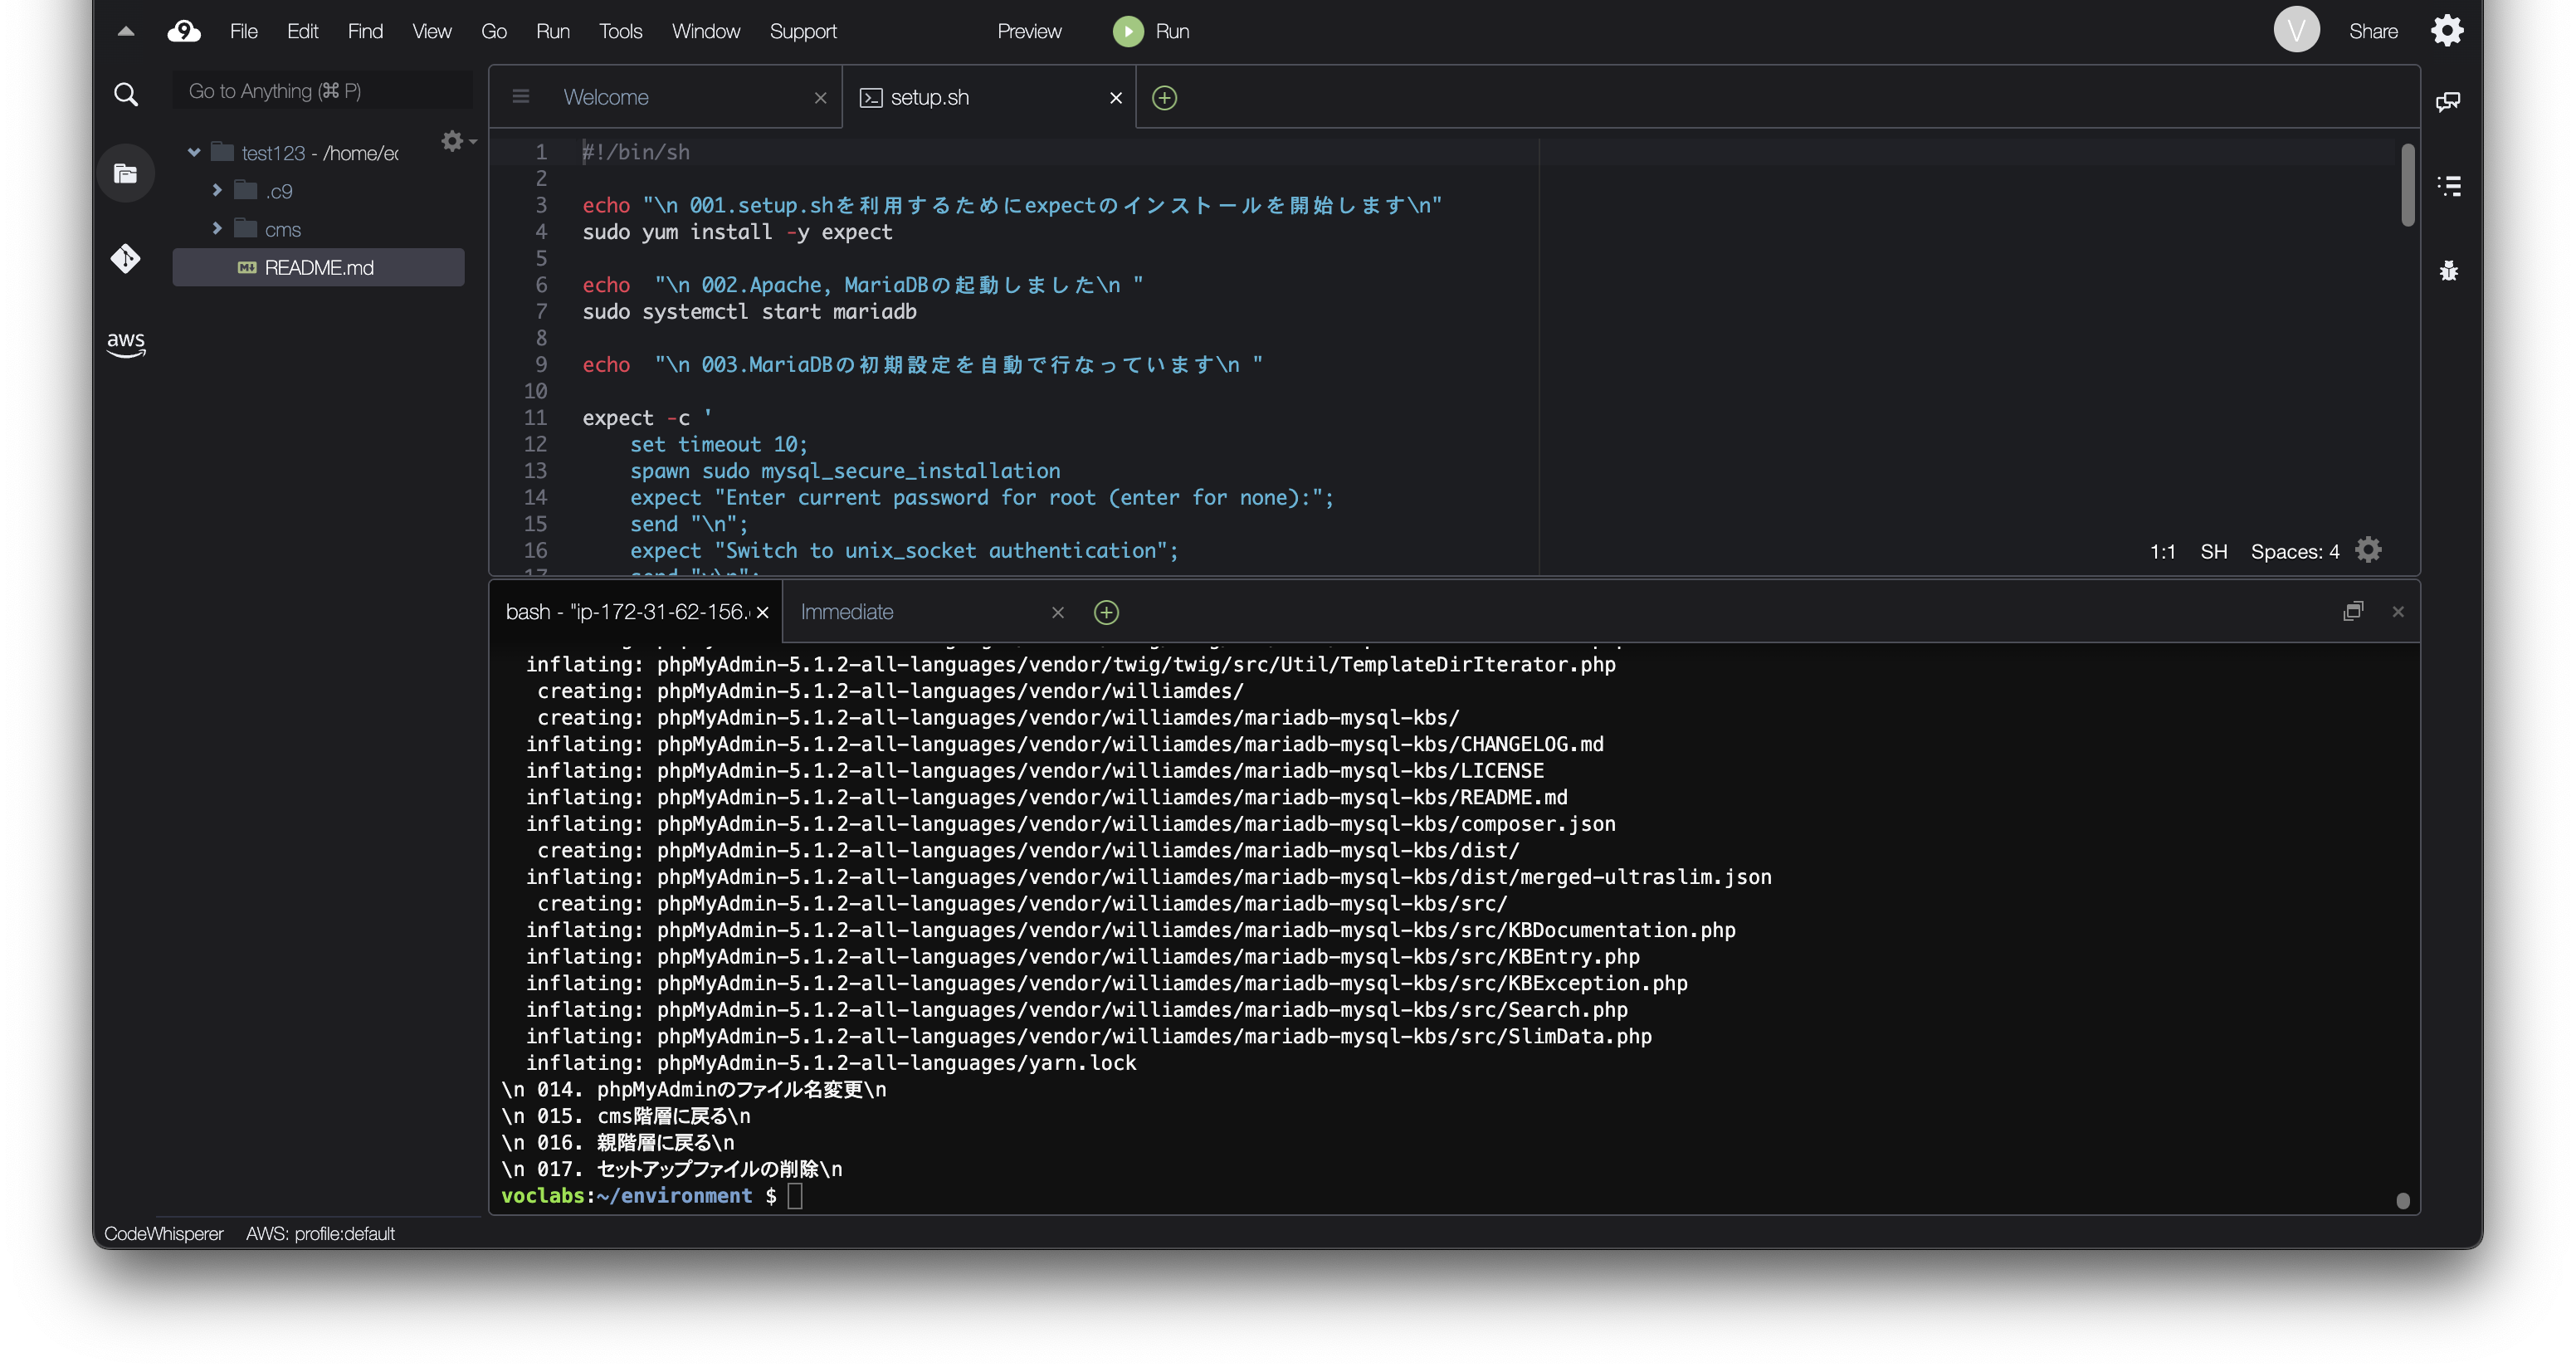 9 File Edit Find View Go Run Tools Window Support Preview Run V Share
Go to Anything (⌘ P)
Welcome setup.sh
test123 - /home/ec
.c9
cms
README.md
aws
1 #!/bin/sh
2
3 echo "\n 001.setup.shを利用するためにexpectのインストールを開始します\n"
4 sudo yum install -y expect
5
6 echo  "\n 002.Apache, MariaDBの起動しました\n "
7 sudo systemctl start mariadb
8
9 echo  "\n 003.MariaDBの初期設定を自動で行なっています\n "
10
11 expect -c '
12     set timeout 10;
13     spawn sudo mysql_secure_installation
14     expect "Enter current password for root (enter for none):";
15     send "\n";
16     expect "Switch to unix_socket authentication";
1:1 SH Spaces: 4
bash - "ip-172-31-62-156. Immediate
inflating: phpMyAdmin-5.1.2-all-languages/vendor/twig/twig/src/Util/TemplateDirIterator.php
creating: phpMyAdmin-5.1.2-all-languages/vendor/williamdes/
creating: phpMyAdmin-5.1.2-all-languages/vendor/williamdes/mariadb-mysql-kbs/
inflating: phpMyAdmin-5.1.2-all-languages/vendor/williamdes/mariadb-mysql-kbs/CHANGELOG.md
inflating: phpMyAdmin-5.1.2-all-languages/vendor/williamdes/mariadb-mysql-kbs/LICENSE
inflating: phpMyAdmin-5.1.2-all-languages/vendor/williamdes/mariadb-mysql-kbs/README.md
inflating: phpMyAdmin-5.1.2-all-languages/vendor/williamdes/mariadb-mysql-kbs/composer.json
creating: phpMyAdmin-5.1.2-all-languages/vendor/williamdes/mariadb-mysql-kbs/dist/
inflating: phpMyAdmin-5.1.2-all-languages/vendor/williamdes/mariadb-mysql-kbs/dist/merged-ultraslim.json
creating: phpMyAdmin-5.1.2-all-languages/vendor/williamdes/mariadb-mysql-kbs/src/
inflating: phpMyAdmin-5.1.2-all-languages/vendor/williamdes/mariadb-mysql-kbs/src/KBDocumentation.php
inflating: phpMyAdmin-5.1.2-all-languages/vendor/williamdes/mariadb-mysql-kbs/src/KBEntry.php
inflating: phpMyAdmin-5.1.2-all-languages/vendor/williamdes/mariadb-mysql-kbs/src/KBException.php
inflating: phpMyAdmin-5.1.2-all-languages/vendor/williamdes/mariadb-mysql-kbs/src/Search.php
inflating: phpMyAdmin-5.1.2-all-languages/vendor/williamdes/mariadb-mysql-kbs/src/SlimData.php
inflating: phpMyAdmin-5.1.2-all-languages/yarn.lock
\n 014. phpMyAdminのファイル名変更\n
\n 015. cms階層に戻る\n
\n 016. 親階層に戻る\n
\n 017. セットアップファイルの削除\n
voclabs:~/environment $
CodeWhisperer AWS: profile:default